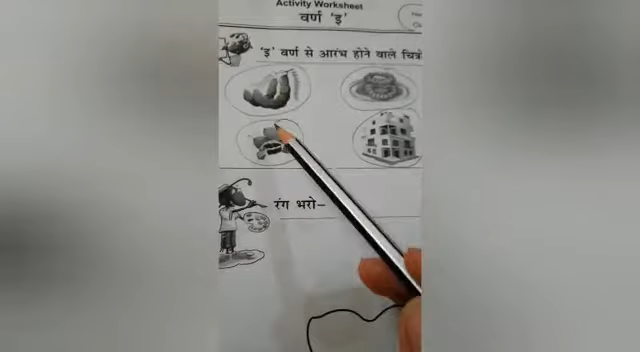 Activity Worksheet
वर्ण ‘इ’
‘इ’ वर्ण से आरंभ होने वाले
रंग भरो–